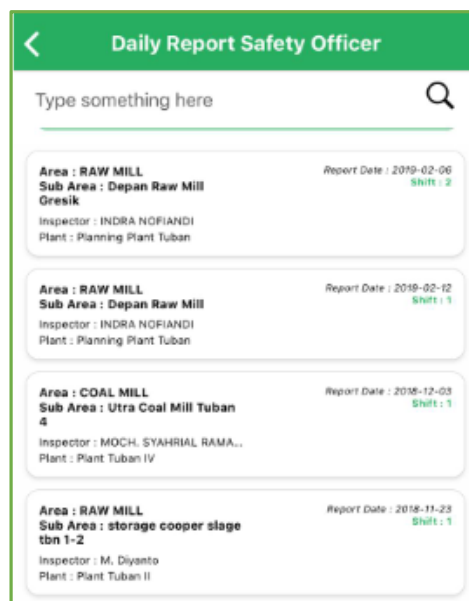 Daily Report Safety Officer
Type something here
Area : RAW MILL
Report Date : 2019-02-06
Sub Area : Depan Raw Mill
Shift : 2
Gresik
Inspector : INDRA NOFIANDI
Plant : Planning Plant Tuban
Area : RAW MILL
Report Date : 2019-02-12
Sub Area : Depan Raw Mill
Shift : 1
Inspector : INDRA NOFIANDI
Plant : Planning Plant Tuban
Area : COAL MILL
Report Date : 2018-12-03
Sub Area : Utra Coal Mill Tuban
Shift : 1
4
Inspector : MOCH. SYAHRIAL RAMA...
Plant : Plant Tuban IV
Area : RAW MILL
Report Date : 2018-11-23
Sub Area : storage cooper slage
Shift : 1
tbn 1-2
Inspector : M. Diyanto
Plant : Plant Tuban II